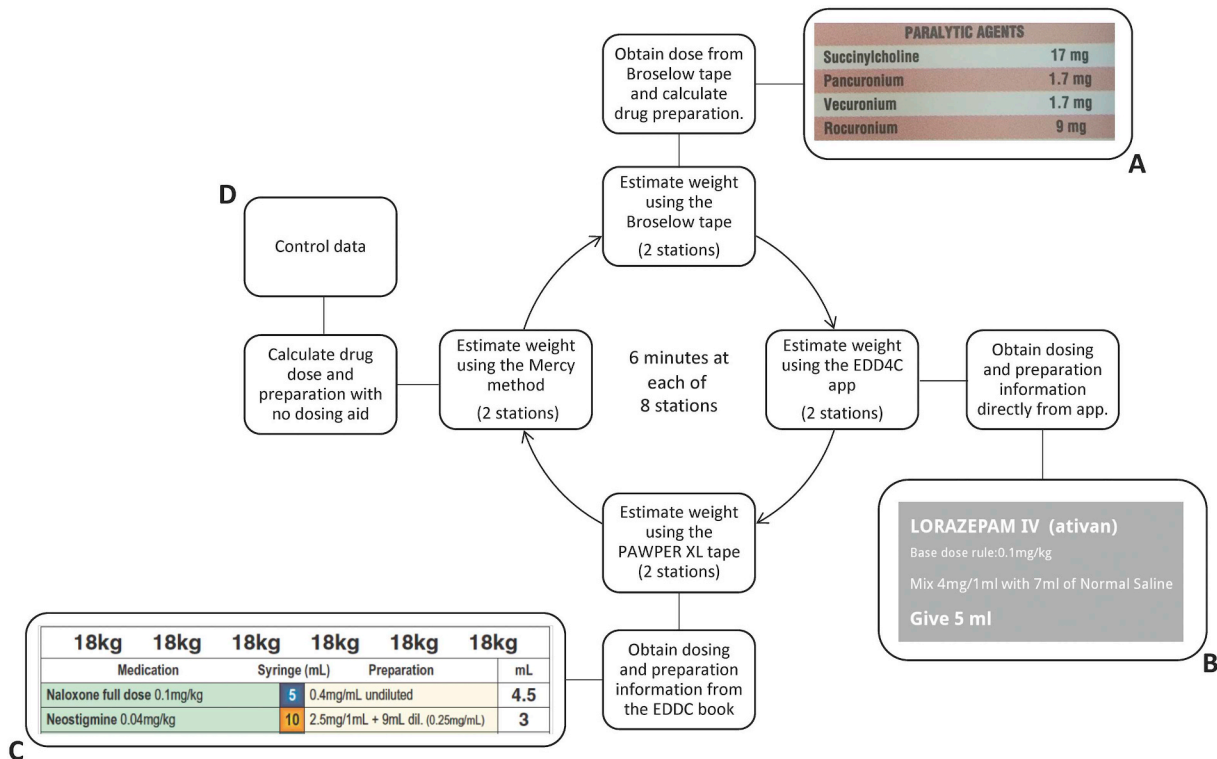 Obtain dose from
Broselow tape
and calculate
drug preparation.
PARALYTIC AGENTS
Succinylcholine 17 mg
Pancuronium 1.7 mg
Vecuronium 1.7 mg
Rocuronium 9 mg
A
Estimate weight
using the
Broselow tape
(2 stations)
D
Control data
Calculate drug
dose and
preparation with
no dosing aid
Estimate weight
using the Mercy
method
(2 stations)
6 minutes at
each of
8 stations
Estimate weight
using the EDD4C
app
(2 stations)
Obtain dosing
and preparation
information
directly from app.
LORAZEPAM IV (ativan)
Base dose rule:0.1mg/kg
Mix 4mg/1ml with 7ml of Normal Saline
Give 5 ml
B
Estimate weight
using the
PAWPER XL tape
(2 stations)
Obtain dosing
and preparation
information from
the EDDC book
18kg 18kg 18kg 18kg 18kg 18kg
Medication Syringe (mL) Preparation mL
Naloxone full dose 0.1mg/kg 5 0.4mg/mL undiluted 4.5
Neostigmine 0.04mg/kg 10 2.5mg/1mL + 9mL dil. (0.25mg/mL) 3
C